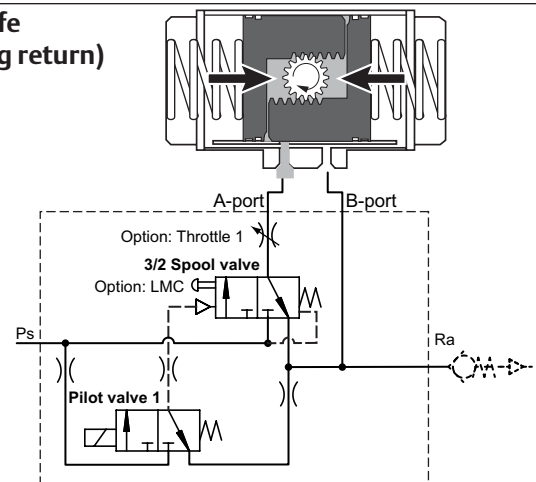 fe
g return)
A-port
B-port
Option: Throttle 1
3/2 Spool valve
Option: LMC
Ps
Ra
Pilot valve 1